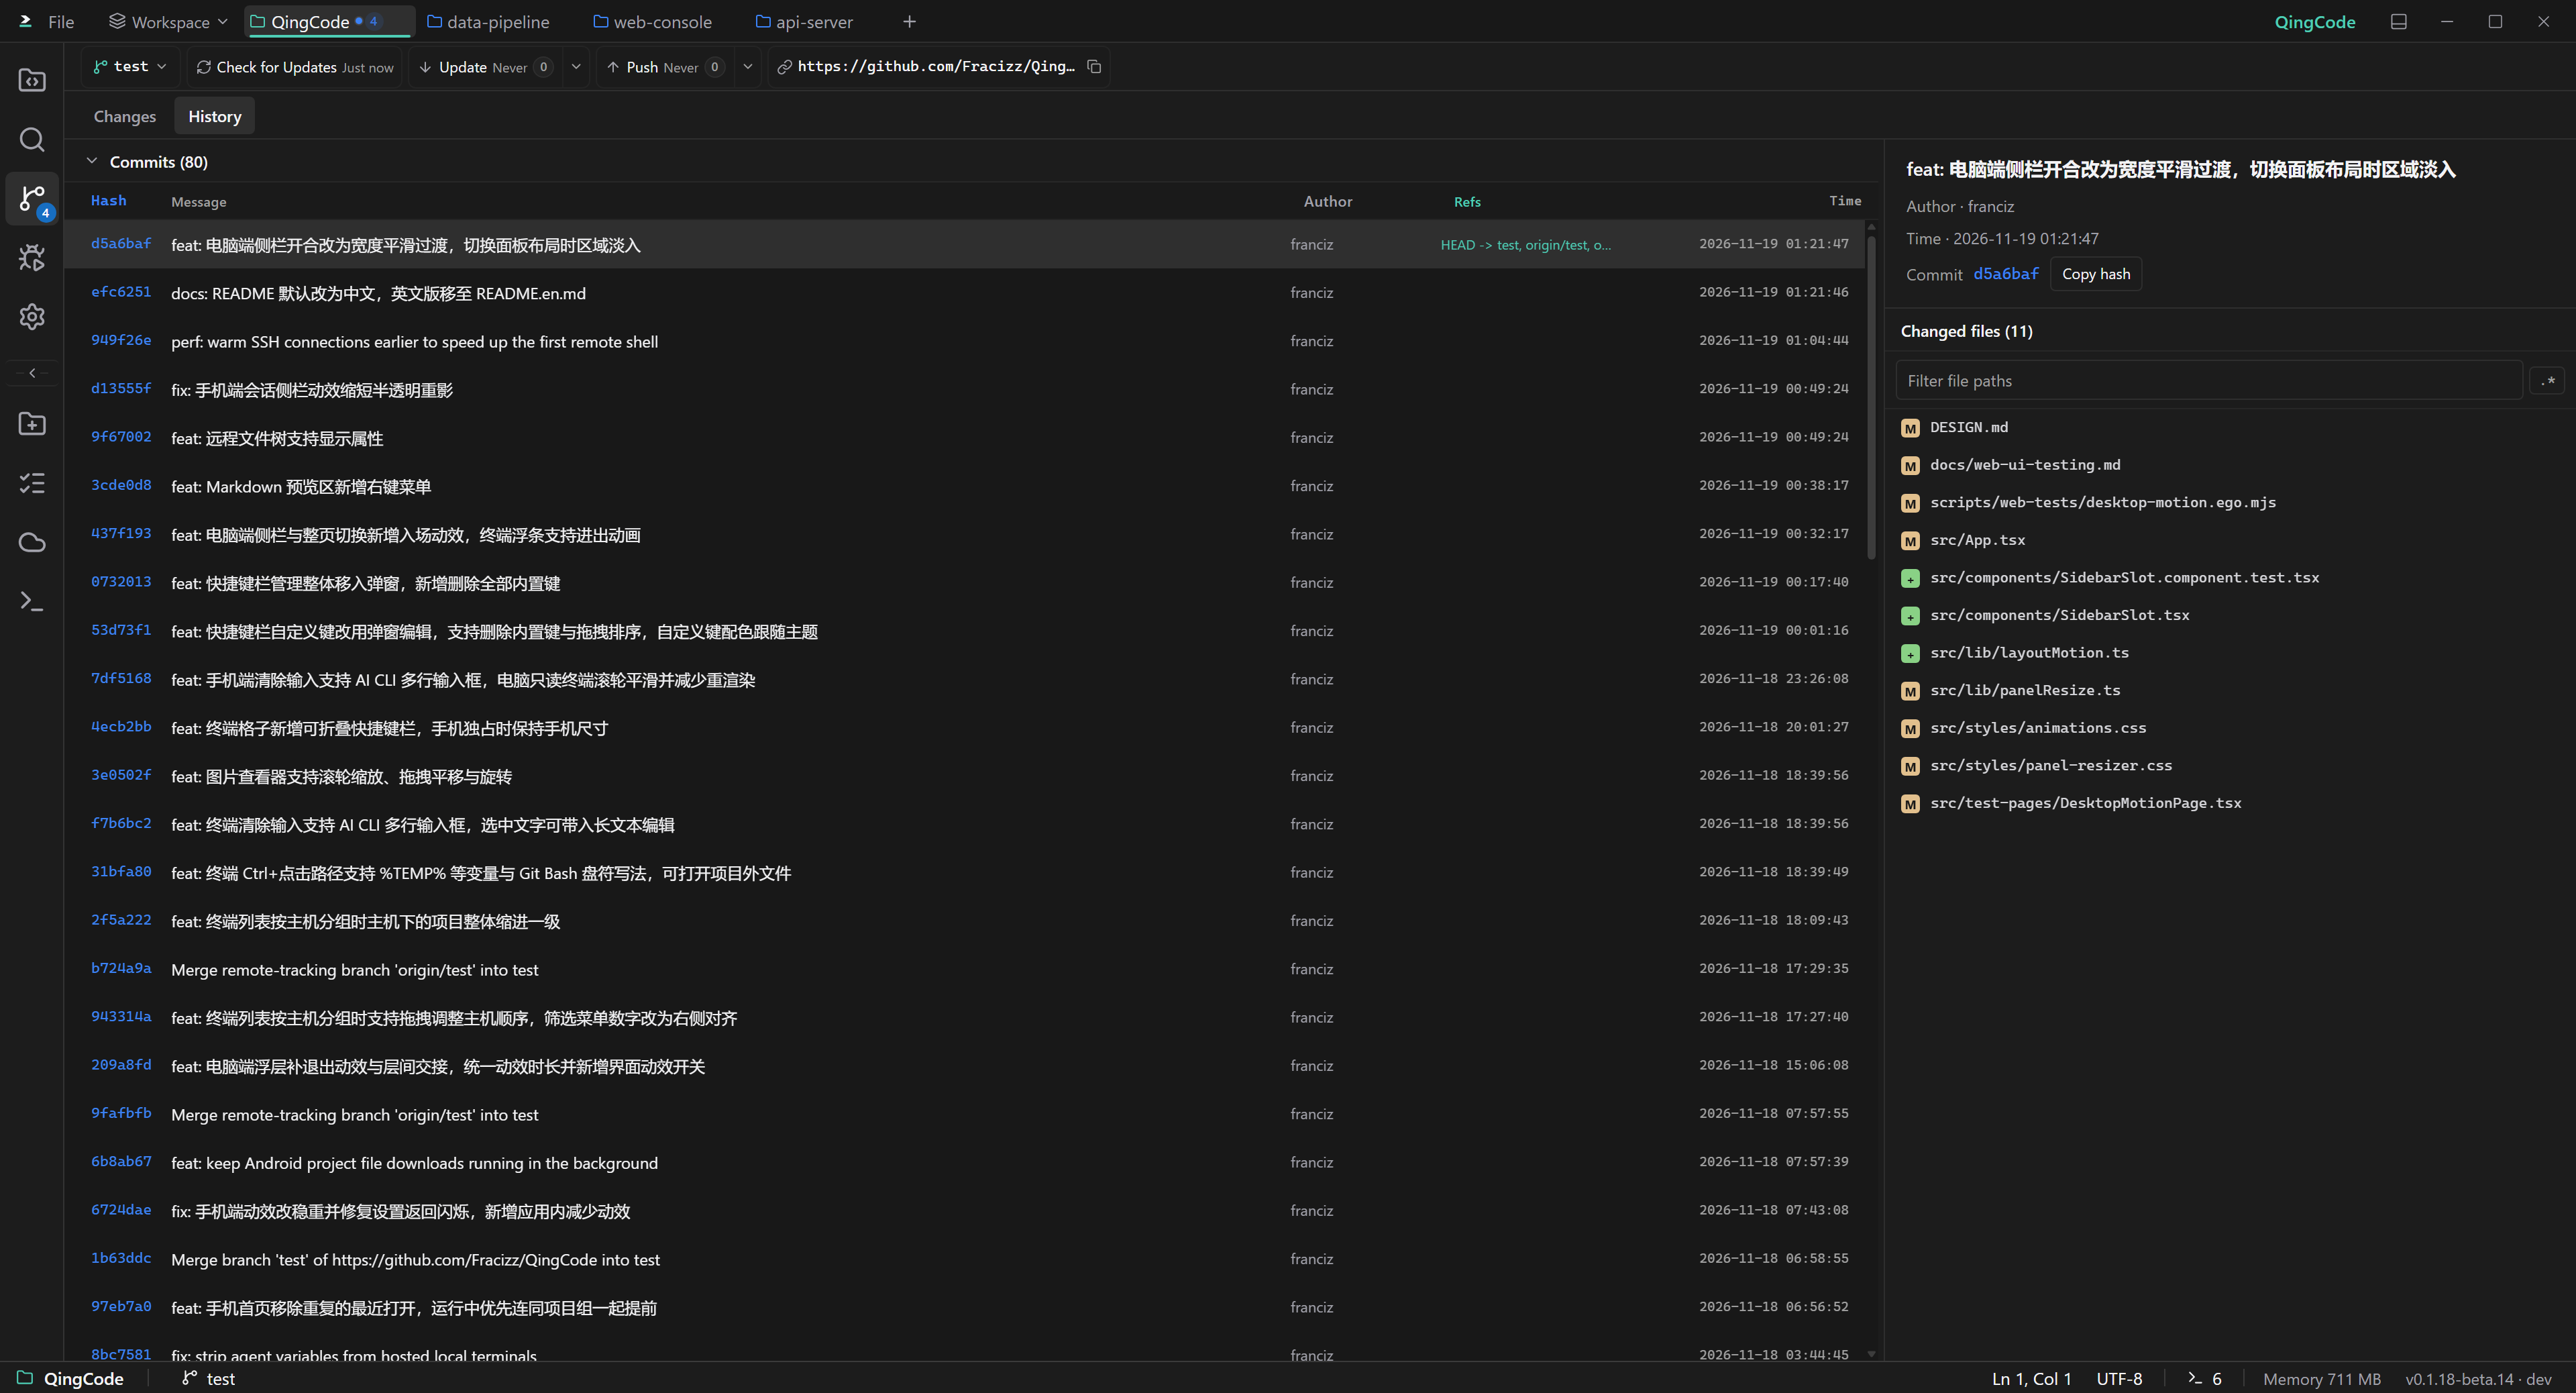 File Workspace QingCode 4 data-pipeline web-console api-server QingCode
test Check for Updates Just now Update Never 0 Push Never 0 https://github.com/Fracizz/Qing…
Changes History
Commits (80)
Hash Message Author Refs Time
d5a6baf feat: 电脑端侧栏开合改为宽度平滑过渡，切换面板布局时区域淡入 franciz HEAD -> test, origin/test, o... 2026-11-19 01:21:47
efc6251 docs: README 默认改为中文，英文版移至 README.en.md franciz 2026-11-19 01:21:46
949f26e perf: warm SSH connections earlier to speed up the first remote shell franciz 2026-11-19 01:04:44
d13555f fix: 手机端会话侧栏动效缩短半透明重影 franciz 2026-11-19 00:49:24
9f67002 feat: 远程文件树支持显示属性 franciz 2026-11-19 00:49:24
3cde0d8 feat: Markdown 预览区新增右键菜单 franciz 2026-11-19 00:38:17
437f193 feat: 电脑端侧栏与整页切换新增入场动效，终端浮条支持进出动画 franciz 2026-11-19 00:32:17
0732013 feat: 快捷键栏管理整体移入弹窗，新增删除全部内置键 franciz 2026-11-19 00:17:40
53d73f1 feat: 快捷键栏自定义键改用弹窗编辑，支持删除内置键与拖拽排序，自定义键配色跟随主题 franciz 2026-11-19 00:01:16
7df5168 feat: 手机端清除输入支持 AI CLI 多行输入框，电脑只读终端滚轮平滑并减少重渲染 franciz 2026-11-18 23:26:08
4ecb2bb feat: 终端格子新增可折叠快捷键栏，手机独占时保持手机尺寸 franciz 2026-11-18 20:01:27
3e0502f feat: 图片查看器支持滚轮缩放、拖拽平移与旋转 franciz 2026-11-18 18:39:56
f7b6bc2 feat: 终端清除输入支持 AI CLI 多行输入框，选中文字可带入长文本编辑 franciz 2026-11-18 18:39:56
31bfa80 feat: 终端 Ctrl+点击路径支持 %TEMP% 等变量与 Git Bash 盘符写法，可打开项目外文件 franciz 2026-11-18 18:39:49
2f5a222 feat: 终端列表按主机分组时主机下的项目整体缩进一级 franciz 2026-11-18 18:09:43
b724a9a Merge remote-tracking branch 'origin/test' into test franciz 2026-11-18 17:29:35
943314a feat: 终端列表按主机分组时支持拖拽调整主机顺序，筛选菜单数字改为右侧对齐 franciz 2026-11-18 17:27:40
209a8fd feat: 电脑端浮层补退出动效与层间交接，统一动效时长并新增界面动效开关 franciz 2026-11-18 15:06:08
9fafbfb Merge remote-tracking branch 'origin/test' into test franciz 2026-11-18 07:57:55
6b8ab67 feat: keep Android project file downloads running in the background franciz 2026-11-18 07:57:39
6724dae fix: 手机端动效改稳重并修复设置返回闪烁，新增应用内减少动效 franciz 2026-11-18 07:43:08
1b63ddc Merge branch 'test' of https://github.com/Fracizz/QingCode into test franciz 2026-11-18 06:58:55
97eb7a0 feat: 手机首页移除重复的最近打开，运行中优先连同项目组一起提前 franciz 2026-11-18 06:56:52
8bc7581 fix: strip agent variables from hosted local terminals franciz 2026-11-18 03:44:45
feat: 电脑端侧栏开合改为宽度平滑过渡，切换面板布局时区域淡入
Author · franciz
Time · 2026-11-19 01:21:47
Commit d5a6baf Copy hash
Changed files (11)
Filter file paths .*
M DESIGN.md
M docs/web-ui-testing.md
M scripts/web-tests/desktop-motion.ego.mjs
M src/App.tsx
+ src/components/SidebarSlot.component.test.tsx
+ src/components/SidebarSlot.tsx
+ src/lib/layoutMotion.ts
M src/lib/panelResize.ts
M src/styles/animations.css
M src/styles/panel-resizer.css
M src/test-pages/DesktopMotionPage.tsx
4
QingCode test Ln 1, Col 1 UTF-8 6 Memory 711 MB v0.1.18-beta.14 · dev